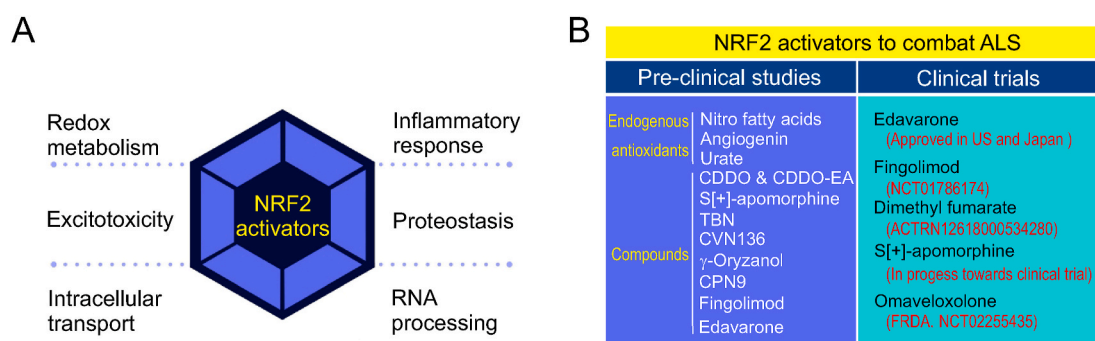 A
Redox
metabolism
Inflammatory
response
Excitotoxicity
NRF2
activators
Proteostasis
Intracellular
transport
RNA
processing
B
NRF2 activators to combat ALS
Pre-clinical studies
Clinical trials
Endogenous
antioxidants
Nitro fatty acids
Angiogenin
Urate
Compounds
CDDO & CDDO-EA
S[+]-apomorphine
TBN
CVN136
γ-Oryzanol
CPN9
Fingolimod
Edavarone
Edavarone
(Approved in US and Japan )
Fingolimod
(NCT01786174)
Dimethyl fumarate
(ACTRN12618000534280)
S[+]-apomorphine
(In progess towards clinical trial)
Omaveloxolone
(FRDA. NCT02255435)